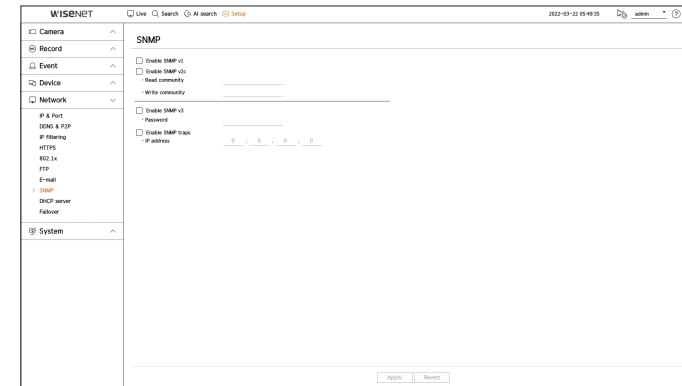 WISENET
Live Search AI search Setup
2022-03-22 05:49:35 admin ?
Camera
Record
Event
Device
Network
IP & Port
DDNS & P2P
IP filtering
HTTPS
802.1x
FTP
E-mail
> SNMP
DHCP server
Failover
System
SNMP
Enable SNMP v1
Enable SNMP v2c
· Read community
· Write community
Enable SNMP v3
· Password
Enable SNMP traps
· IP address 0 . 0 . 0 . 0
Apply Revert